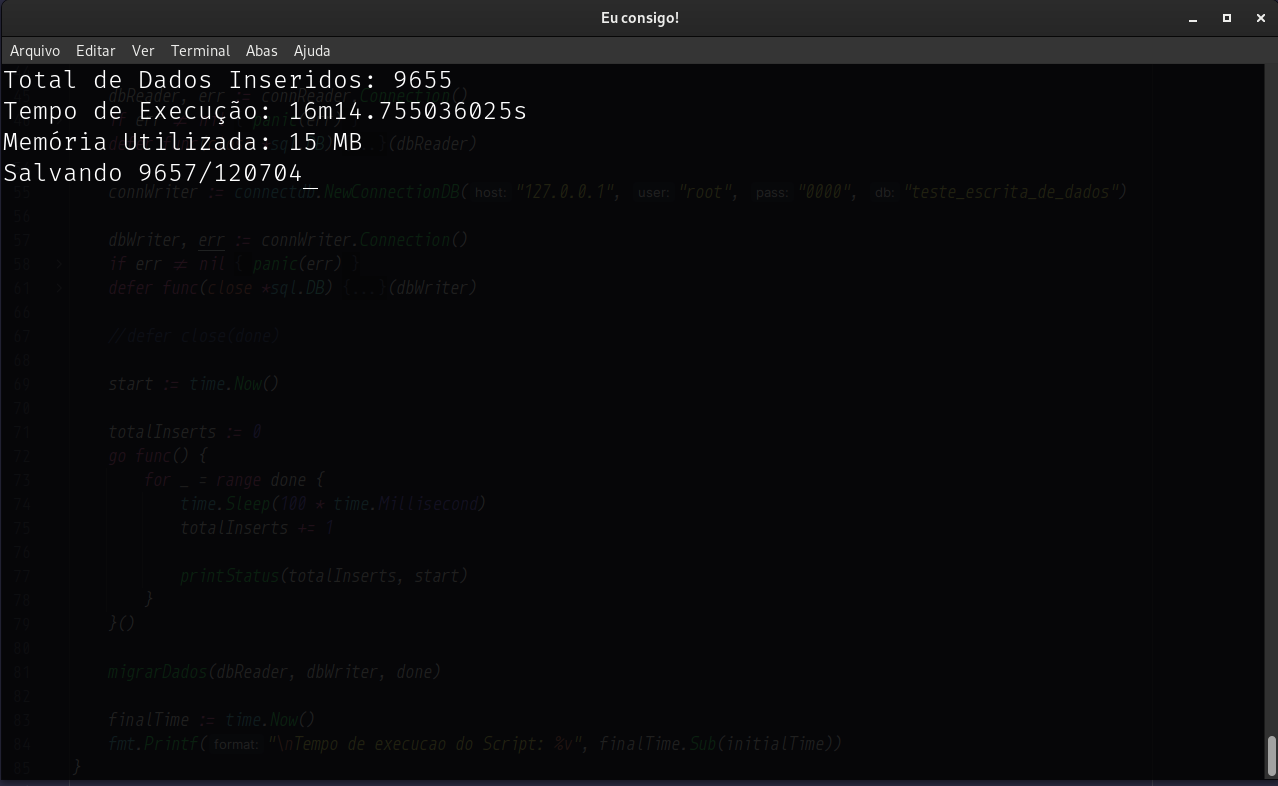 Eu consigo!
Arquivo Editar Ver Terminal Abas Ajuda
Total de Dados Inseridos: 9655
dbReader, err := connReader.Connection()
Tempo de Execução: 16m14.755036025s
if err panic(err)
Memória Utilizada: 15 MB
(dbReader)
Salvando 9657/120704_
55 connWriter := connectdb.NewConnectionDB(host: "127.0.0.1", user: "root", pass: "0000", db: "teste_escrita_de_dados")
56
57 dbWriter, err := connWriter.Connection()
58 if err ≠ nil { panic(err) }
61 defer func(close *sql.DB) {...}(dbWriter)
66
67 //defer close(done)
68
69 start := time.Now()
70
71 totalInserts := 0
72 go func() {
73 for _ = range done {
74 time.Sleep(100 * time.Millisecond)
75 totalInserts += 1
76
77 printStatus(totalInserts, start)
78 }
79 }()
80
81 migrarDados(dbReader, dbWriter, done)
82
83 finalTime := time.Now()
84 fmt.Printf(format: "\nTempo de execucao do Script: %v", finalTime.Sub(initialTime))
85 }